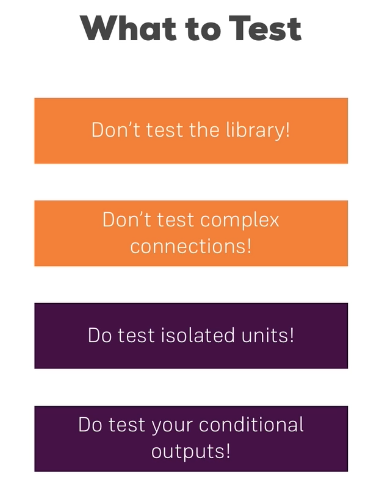 What to Test
Don't test the library!
Don't test complex
connections!
Do test isolated units!
Do test your conditional
outputs!